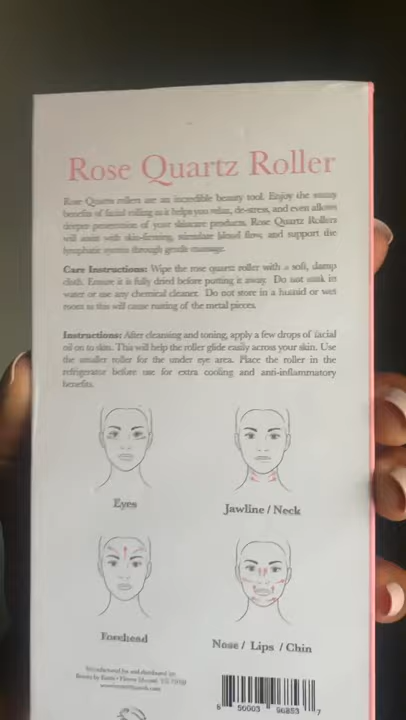 Rose Quartz Roller
Rose Quartz rollers are an incredible beauty tool. Enjoy the many
benefits of facial rolling as it helps you relax, de-stress, and even allows
deeper penetration of your skincare products. Rose Quartz Rollers
will assist with skin-firming, stimulate blood flow, and support the
lymphatic system through gentle massage.
Care Instructions: Wipe the rose quartz roller with a soft, damp
cloth. Ensure it is fully dried before putting it away. Do not soak in
water or use any chemical cleaner. Do not store in a humid or wet
room as this will cause rusting of the metal pieces.
Instructions: After cleansing and toning, apply a few drops of facial
oil on to skin. This will help the roller glide easily across your skin. Use
the smaller roller for the under eye area. Place the roller in the
refrigerator before use for extra cooling and anti-inflammatory
benefits.
Eyes
Jawline / Neck
Forehead
Nose / Lips / Chin
Manufactured for and distributed by: